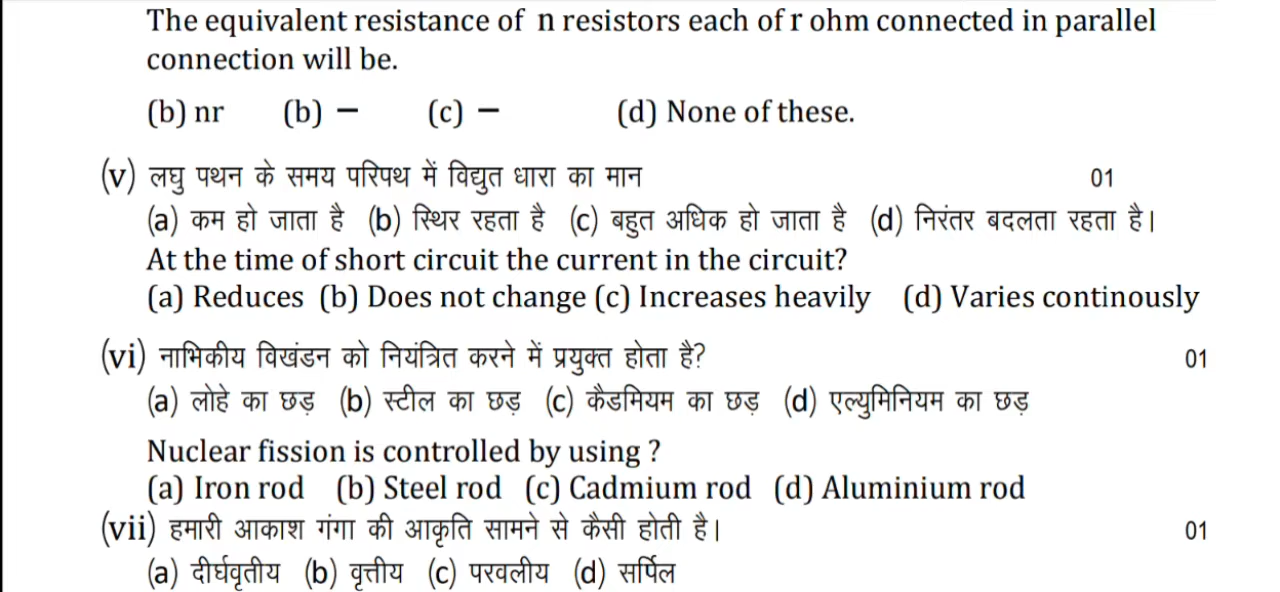 The equivalent resistance of n resistors each of r ohm connected in parallel
connection will be.
(b) nr (b) – (c) – (d) None of these.
(v) लघु पथन के समय परिपथ में विद्युत धारा का मान 01
(a) कम हो जाता है (b) स्थिर रहता है (c) बहुत अधिक हो जाता है (d) निरंतर बदलता रहता है।
At the time of short circuit the current in the circuit?
(a) Reduces (b) Does not change (c) Increases heavily (d) Varies continously
(vi) नाभिकीय विखंडन को नियंत्रित करने में प्रयुक्त होता है? 01
(a) लोहे का छड़ (b) स्टील का छड़ (c) कैडमियम का छड़ (d) एल्युमिनियम का छड़
Nuclear fission is controlled by using ?
(a) Iron rod (b) Steel rod (c) Cadmium rod (d) Aluminium rod
(vii) हमारी आकाश गंगा की आकृति सामने से कैसी होती है। 01
(a) दीर्घवृतीय (b) वृत्तीय (c) परवलीय (d) सर्पिल